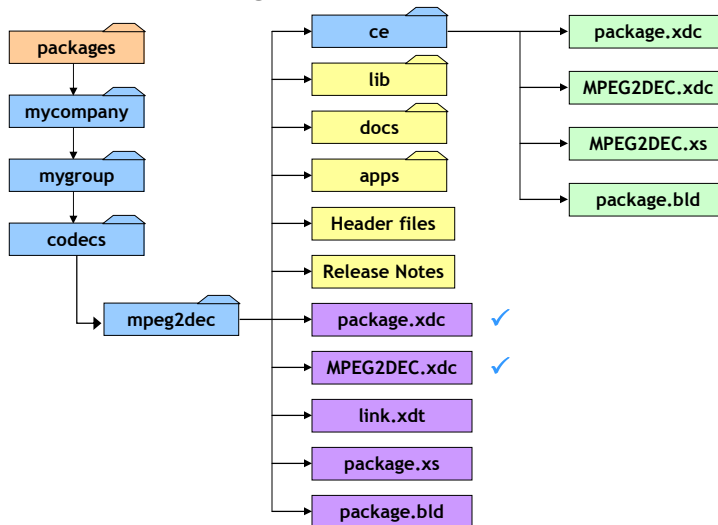 packages
mycompany
mygroup
codecs
mpeg2dec
ce
lib
docs
apps
Header files
Release Notes
package.xdc
MPEG2DEC.xdc
link.xdt
package.xs
package.bld
package.xdc
MPEG2DEC.xdc
MPEG2DEC.xs
package.bld